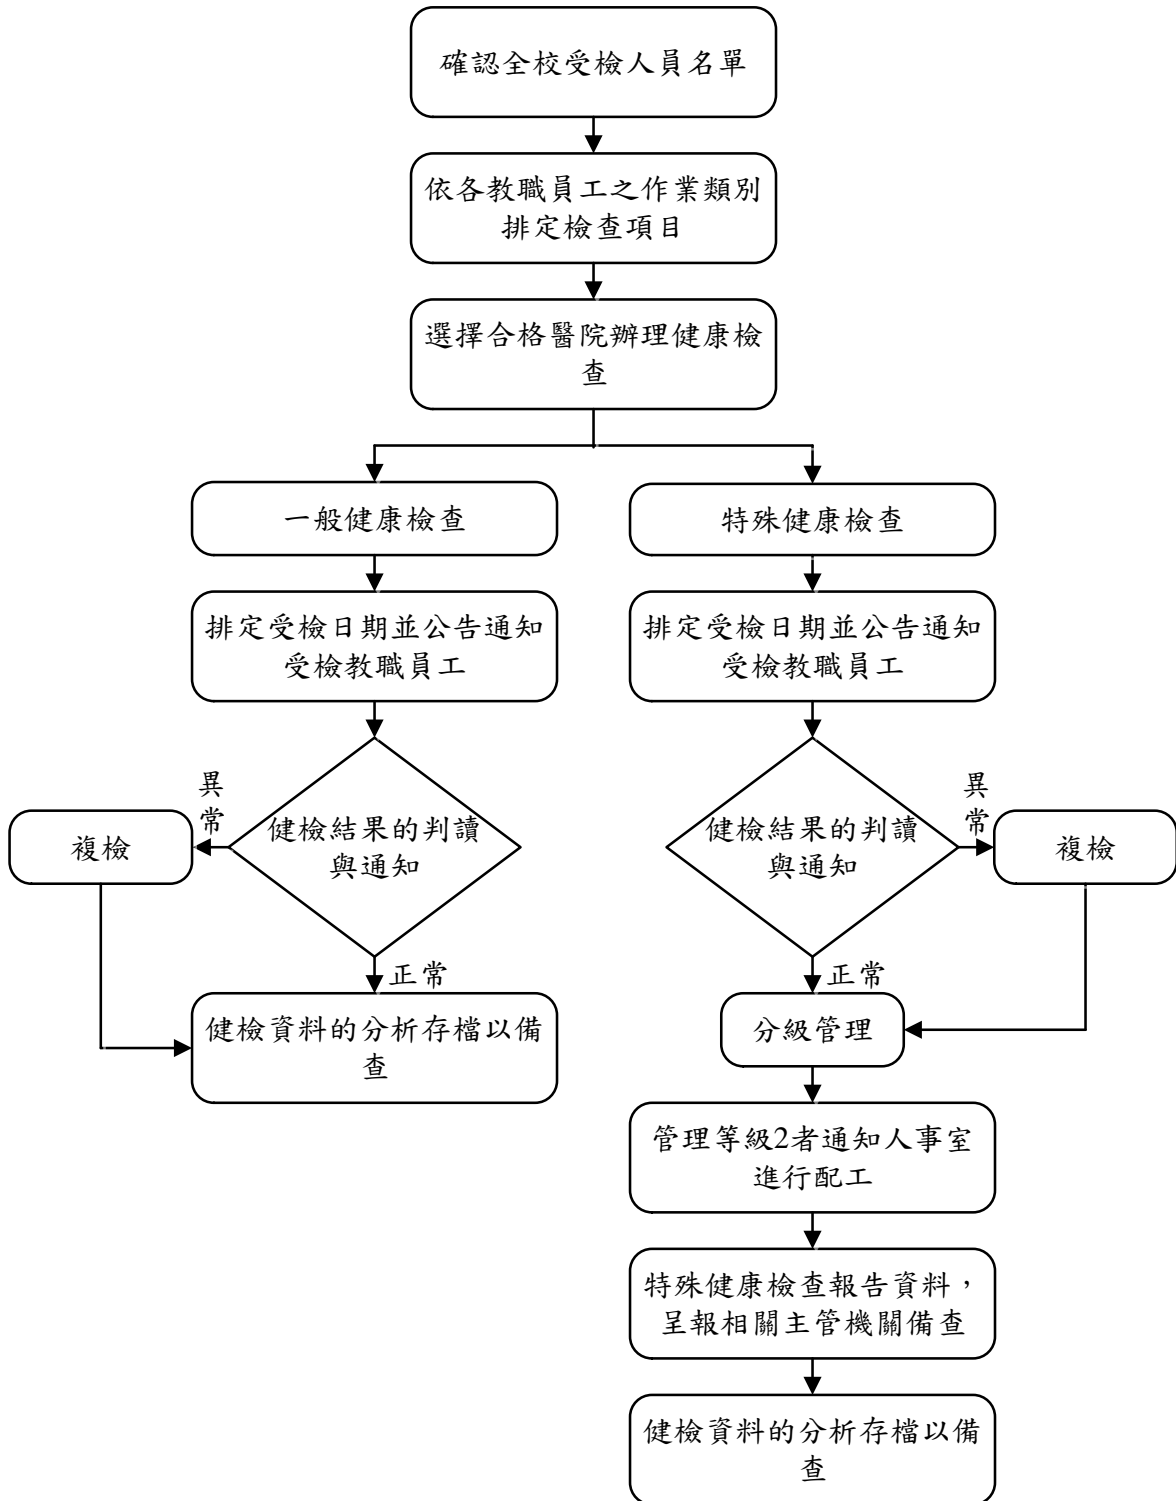 確認全校受檢人員名單
依各教職員工之作業類別
排定檢查項目
選擇合格醫院辦理健康檢
查
一般健康檢查
特殊健康檢查
排定受檢日期並公告通知
受檢教職員工
排定受檢日期並公告通知
受檢教職員工
異
常
健檢結果的判讀
與通知
複檢
正常
健檢資料的分析存檔以備
查
異
常
健檢結果的判讀
與通知
複檢
正常
分級管理
管理等級2者通知人事室
進行配工
特殊健康檢查報告資料，
呈報相關主管機關備查
健檢資料的分析存檔以備
查